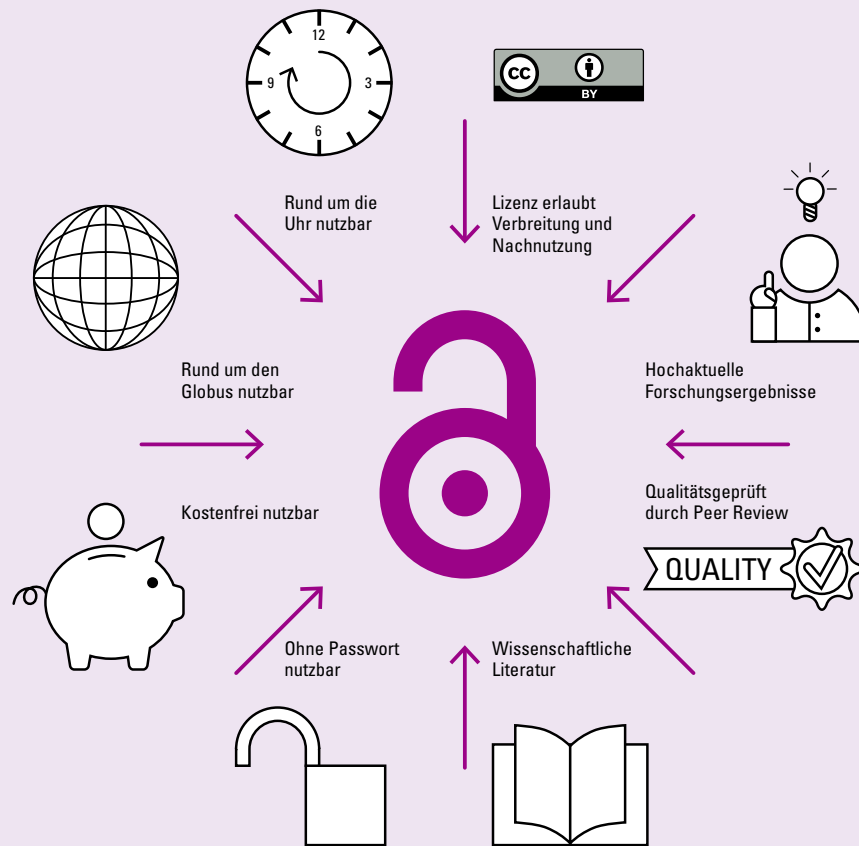 12
9
3
6
CC
BY
Rund um die
Uhr nutzbar
Lizenz erlaubt
Verbreitung und
Nachnutzung
Rund um den
Globus nutzbar
Hochaktuelle
Forschungsergebnisse
Kostenfrei nutzbar
Qualitätsgeprüft
durch Peer Review
QUALITY
Ohne Passwort
nutzbar
Wissenschaftliche
Literatur